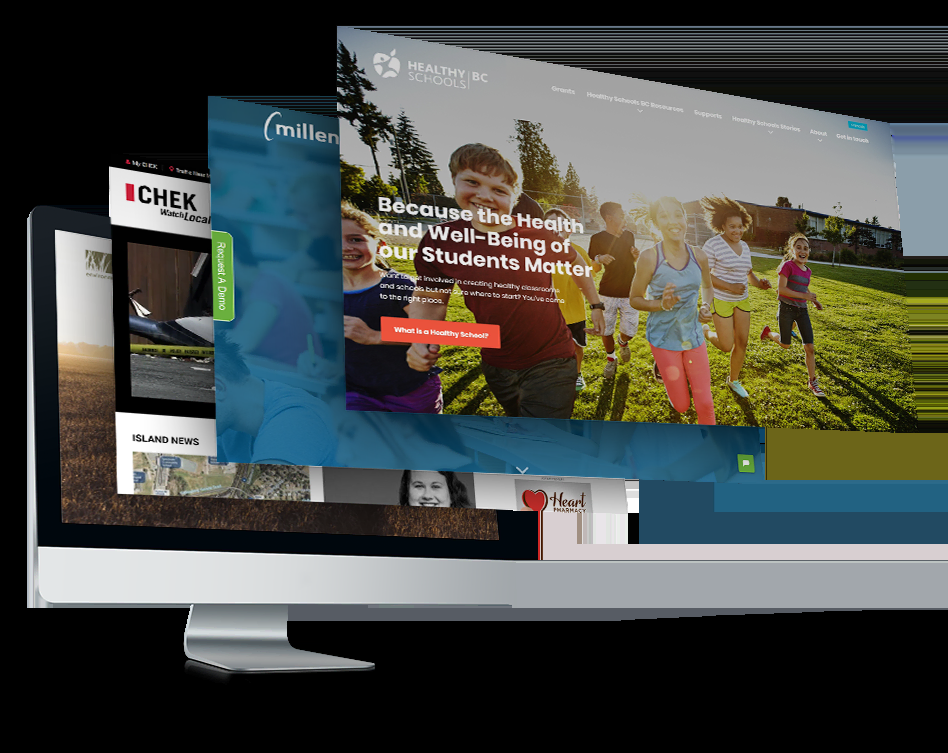 HEALTHY BC
SCHOOLS
Grants Healthy Schools BC Resources Supports Healthy Schools Stories About Get in touch
Because the Health
and Well-Being of
our Students Matter
Want to get involved in creating healthy classrooms
and schools but not sure where to start? You've come
to the right place.
What is a Healthy School?
millen
Request A Demo
My CHEK
CHEK
Watch Local
ISLAND NEWS
Heart
PHARMACY